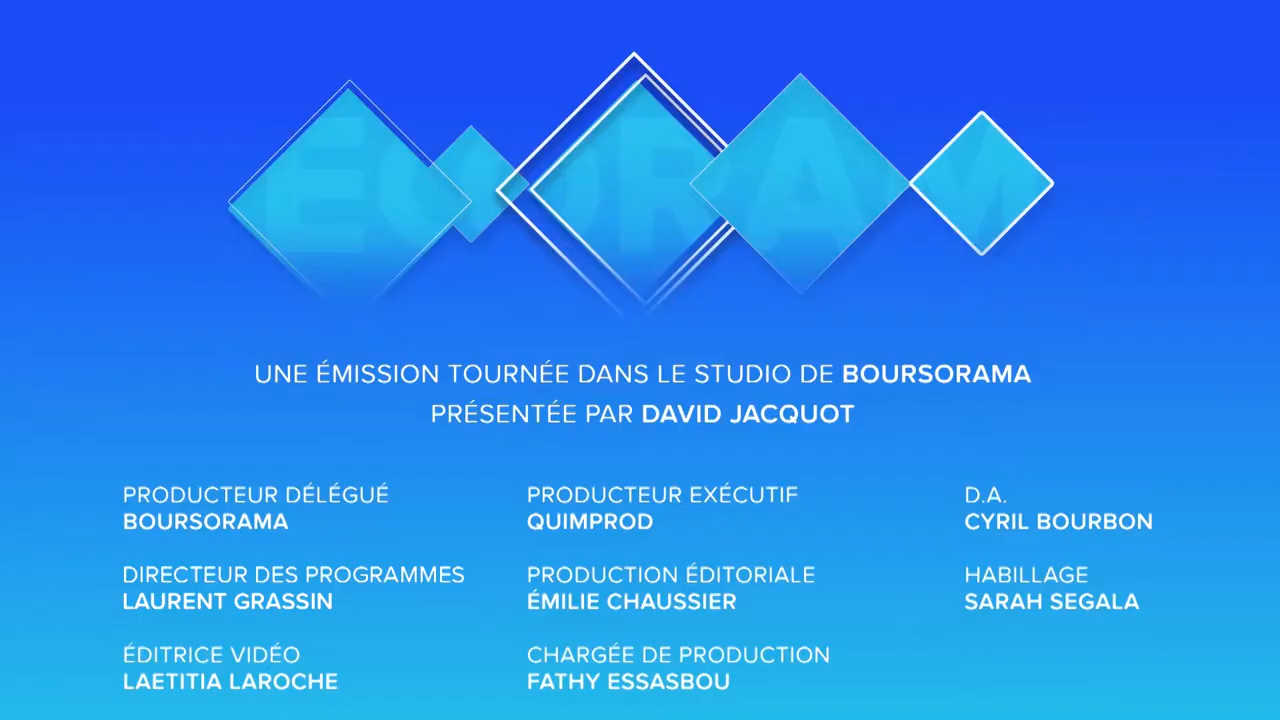 ECORAM
UNE ÉMISSION TOURNÉE DANS LE STUDIO DE BOURSORAMA
PRÉSENTÉE PAR DAVID JACQUOT
PRODUCTEUR DÉLÉGUÉ
BOURSORAMA
DIRECTEUR DES PROGRAMMES
LAURENT GRASSIN
ÉDITRICE VIDÉO
LAETITIA LAROCHE
PRODUCTEUR EXÉCUTIF
QUIMPROD
PRODUCTION ÉDITORIALE
ÉMILIE CHAUSSIER
CHARGÉE DE PRODUCTION
FATHY ESSASBOU
D.A.
CYRIL BOURBON
HABILLAGE
SARAH SEGALA